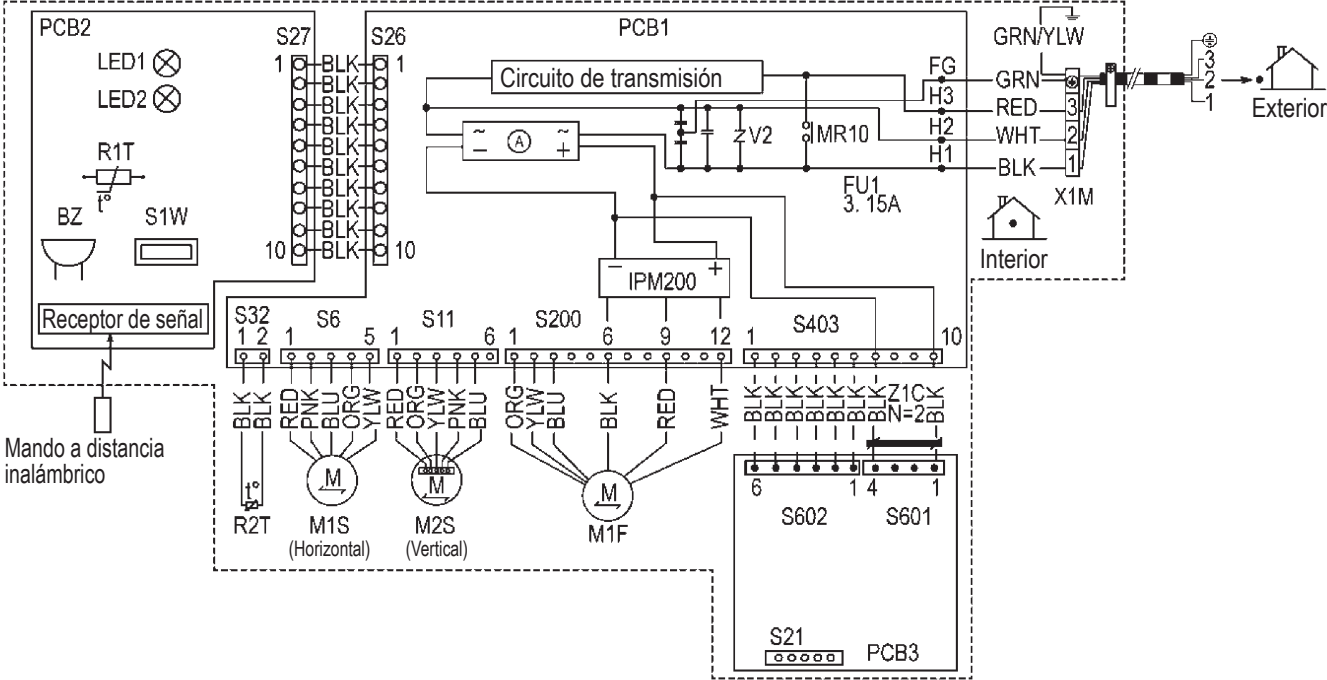 PCB2
LED1
LED2
R1T
t°
BZ
S1W
Receptor de señal
S27
S26
1
BLK
1
BLK
BLK
BLK
BLK
BLK
BLK
BLK
BLK
10
BLK
10
PCB1
Circuito de transmisión
~
~
A
−
+
V2
MR10
FU1
3. 15A
−
+
IPM200
FG
H3
H2
H1
GRN/YLW
GRN
RED
3
WHT
2
BLK
1
X1M
3
2
1
Exterior
Interior
S32
1 2
S6
1 5
S11
1 6
S200
1 6 9 12
S403
1 10
BLK
BLK
RED
PNK
BLU
ORG
YLW
RED
ORG
YLW
PNK
BLU
ORG
YLW
BLU
BLK
RED
WHT
BLK
BLK
BLK
BLK
BLK
BLK
BLK
Z1C
N=2
BLK
Mando a distancia
inalámbrico
t°
R2T
M
M1S
(Horizontal)
M
M2S
(Vertical)
M
M1F
6 1
S602
4 1
S601
S21
PCB3